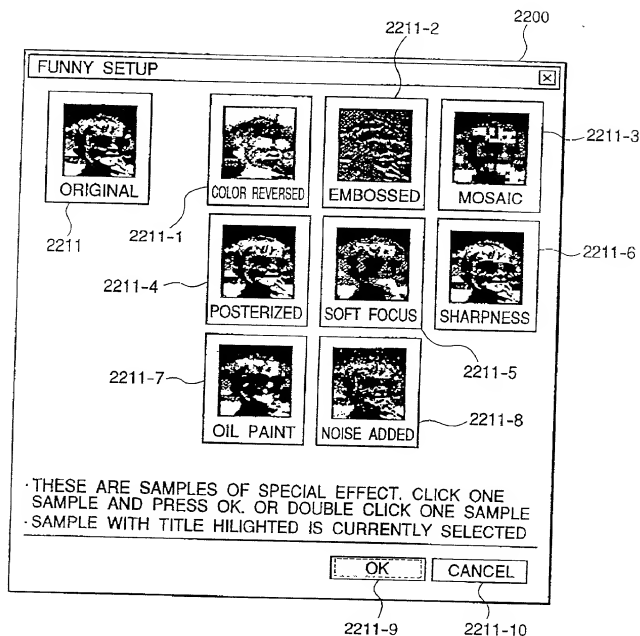 2200
2211-2
FUNNY SETUP
ORIGINAL
COLOR REVERSED
EMBOSSED
MOSAIC
2211-3
2211
2211-1
2211-6
2211-4
POSTERIZED
SOFT FOCUS
SHARPNESS
2211-5
2211-7
2211-8
OIL PAINT
NOISE ADDED
· THESE ARE SAMPLES OF SPECIAL EFFECT. CLICK ONE
SAMPLE AND PRESS OK. OR DOUBLE CLICK ONE SAMPLE
· SAMPLE WITH TITLE HILIGHTED IS CURRENTLY SELECTED
OK
CANCEL
2211-9
2211-10